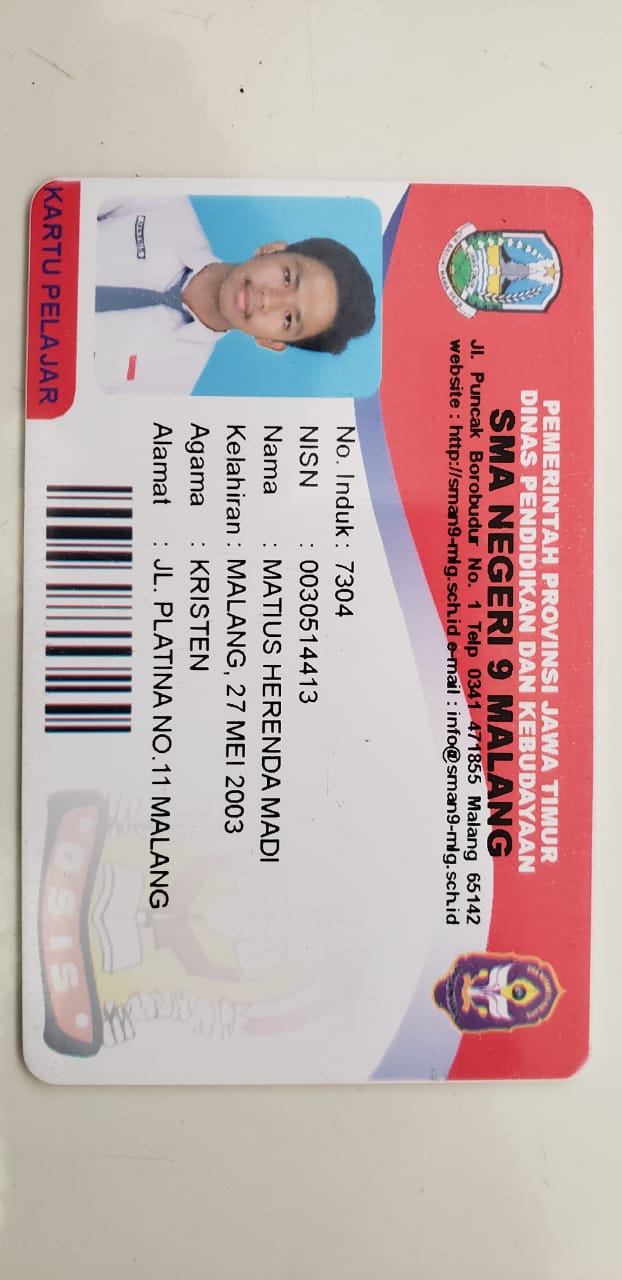 PEMERINTAH PROVINSI JAWA TIMUR
DINAS PENDIDIKAN DAN KEBUDAYAAN
SMA NEGERI 9 MALANG
Jl. Puncak Borobudur No. 1 Telp 0341 471855 Malang 65142
website : http://sman9-mlg.sch.id e-mail : info@sman9-mlg.sch.id
No. Induk : 7304
NISN : 0030514413
Nama : MATIUS HERENDA MADI
Kelahiran : MALANG, 27 MEI 2003
Agama : KRISTEN
Alamat : JL. PLATINA NO.11 MALANG
KARTU PELAJAR
OSIS